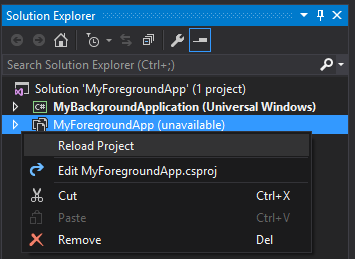 Solution Explorer
Search Solution Explorer (Ctrl+;)
Solution 'MyForegroundApp' (1 project)
C# MyBackgroundApplication (Universal Windows)
MyForegroundApp (unavailable)
Reload Project
Edit MyForegroundApp.csproj
Cut Ctrl+X
Paste Ctrl+V
Remove Del